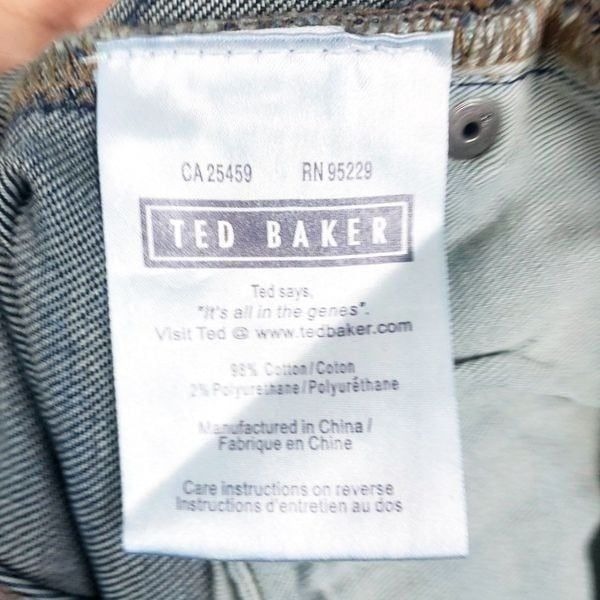 CA 25459 RN 95229
TED BAKER
Ted says,
"It's all in the genes".
Visit Ted @ www.tedbaker.com
98% Cotton/Coton
2% Polyurethane/Polyuréthane
Manufactured in China /
Fabrique en Chine
Care instructions on reverse
Instructions d'entretien au dos